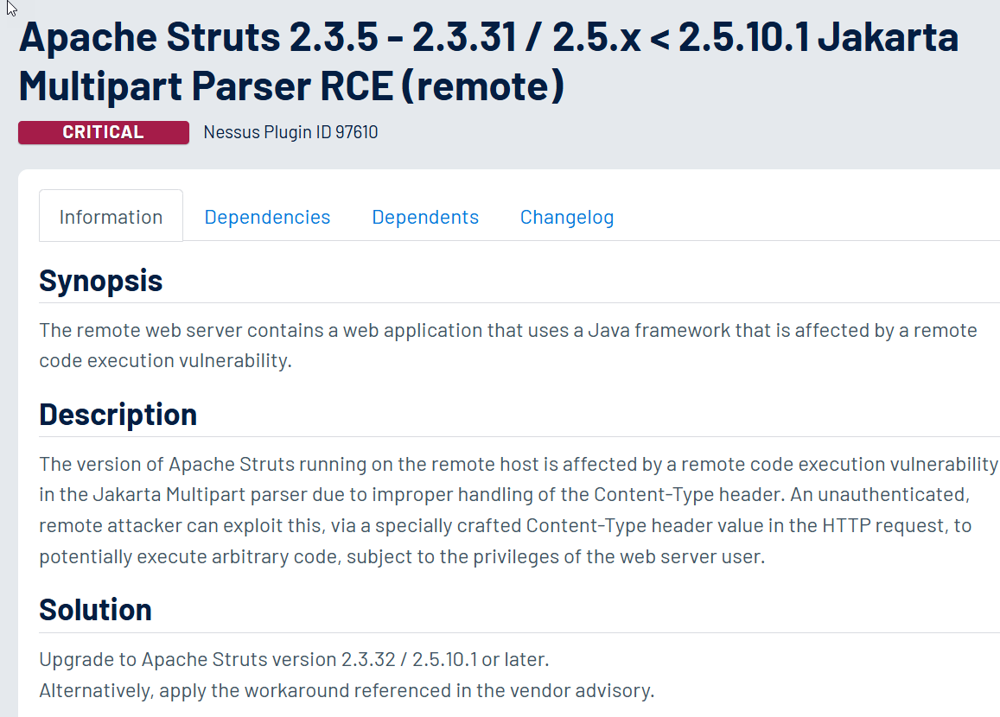 Apache Struts 2.3.5 - 2.3.31 / 2.5.x < 2.5.10.1 Jakarta
Multipart Parser RCE (remote)
CRITICAL Nessus Plugin ID 97610
Information Dependencies Dependents Changelog
Synopsis
The remote web server contains a web application that uses a Java framework that is affected by a remote
code execution vulnerability.
Description
The version of Apache Struts running on the remote host is affected by a remote code execution vulnerability
in the Jakarta Multipart parser due to improper handling of the Content-Type header. An unauthenticated,
remote attacker can exploit this, via a specially crafted Content-Type header value in the HTTP request, to
potentially execute arbitrary code, subject to the privileges of the web server user.
Solution
Upgrade to Apache Struts version 2.3.32 / 2.5.10.1 or later.
Alternatively, apply the workaround referenced in the vendor advisory.